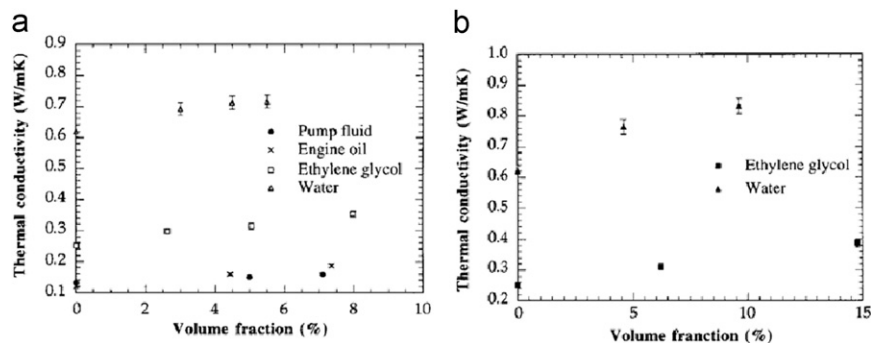 a
Thermal conductivity (W/mK)
0.9
0.8
0.7
0.6
0.5
0.4
0.3
0.2
0.1
Pump fluid
Engine oil
Ethylene glycol
Water
0 2 4 6 8 10
Volume fraction (%)
b
Thermal conductivity (W/mK)
1.0
0.9
0.8
0.7
0.6
0.5
0.4
0.3
0.2
Ethylene glycol
Water
0 5 10 15
Volume franction (%)